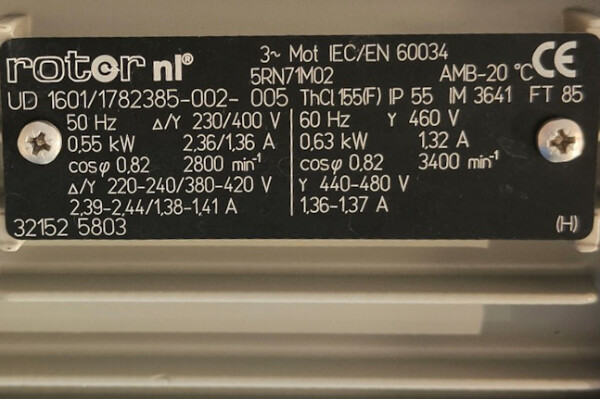 rotor nl®
3~ Mot IEC/EN 60034
5RN71M02 AMB-20 °C CE
UD 1601/1782385-002- 005 ThCl.155(F) IP 55 IM 3641 FT 85
50 Hz Δ/Y 230/400 V
0,55 kW 2,36/1,36 A
cosφ 0,82 2800 min⁻¹
Δ/Y 220-240/380-420 V
2,39-2,44/1,38-1,41 A
60 Hz Y 460 V
0,63 kW 1,32 A
cosφ 0,82 3400 min⁻¹
Y 440-480 V
1,36-1,37 A
32152 5803 (H)